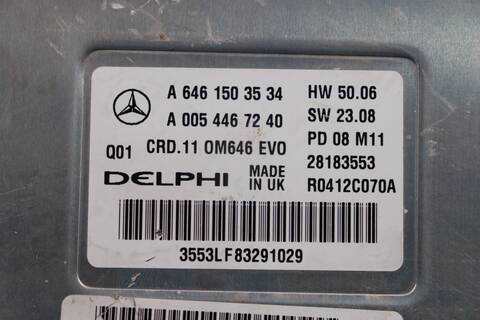 A 646 150 35 34 HW 50.06
A 005 446 72 40 SW 23.08
Q01 CRD.11 OM646 EVO PD 08 M11
DELPHI MADE IN UK 28183553
R0412C070A
3553LF83291029